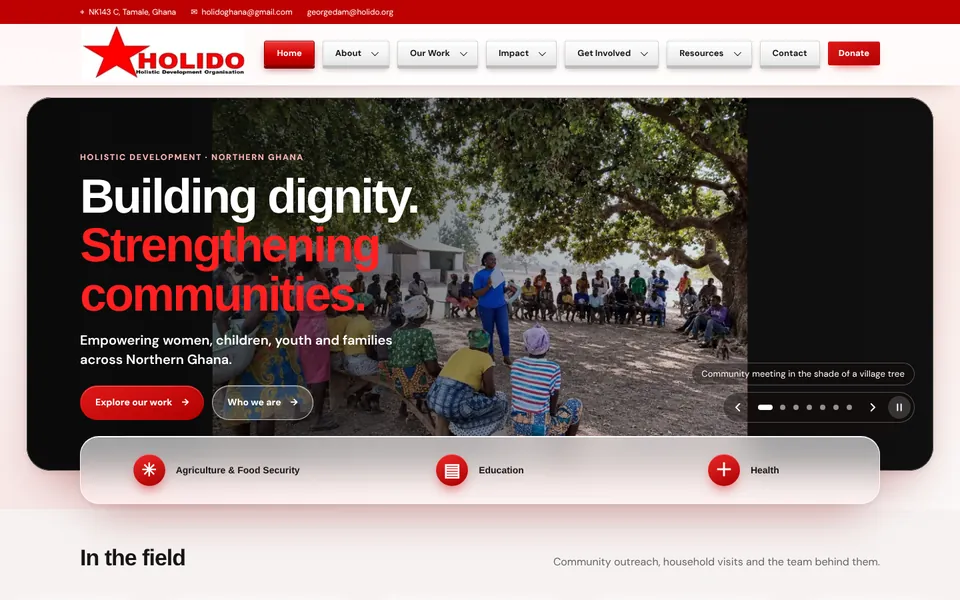 NK143 C, Tamale, Ghana
holidoghana@gmail.com
georgedam@holido.org
HOLIDO
Holistic Development Organisation
Home
About
Our Work
Impact
Get Involved
Resources
Contact
Donate
HOLISTIC DEVELOPMENT · NORTHERN GHANA
Building dignity.
Strengthening
communities.
Empowering women, children, youth and families
across Northern Ghana.
Explore our work →
Who we are →
Community meeting in the shade of a village tree
Agriculture & Food Security
Education
Health
In the field
Community outreach, household visits and the team behind them.